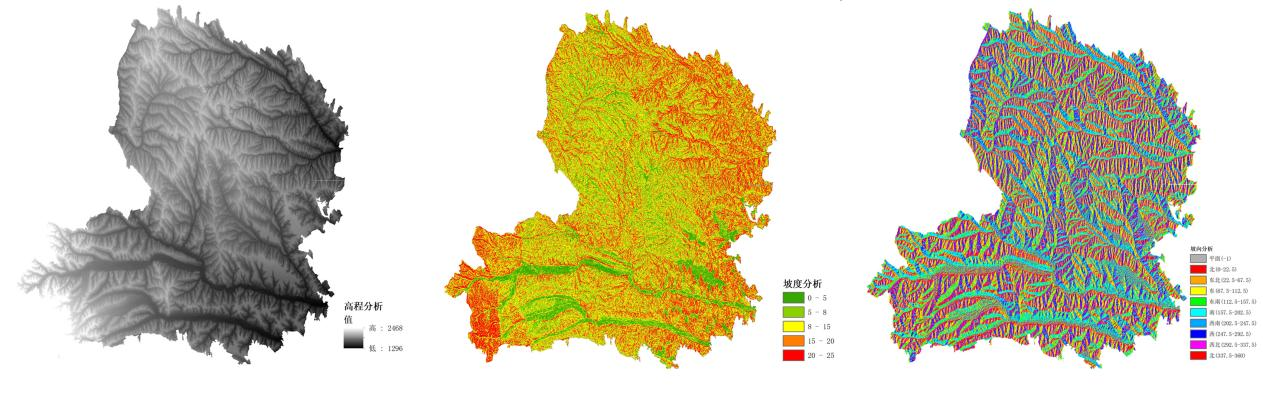 高程分析
值
高 : 2468
低 : 1296
坡度分析
0 - 5
5 - 8
8 - 15
15 - 20
20 - 25
坡向分析
平面(-1)
北(0-22.5)
东北(22.5-67.5)
东(67.5-112.5)
东南(112.5-157.5)
南(157.5-202.5)
西南(202.5-247.5)
西(247.5-292.5)
西北(292.5-337.5)
北(337.5-360)